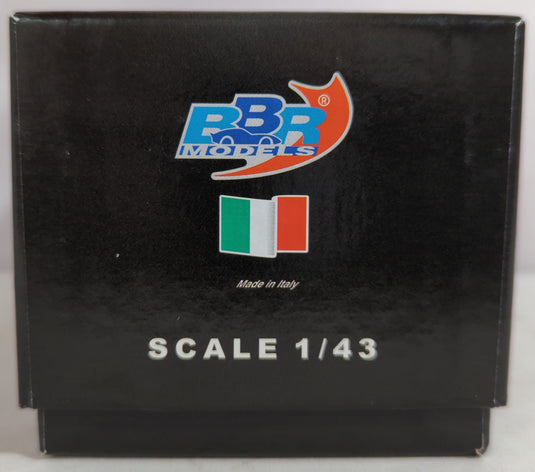 BBR®
MODELS
Made in Italy
SCALE 1/43